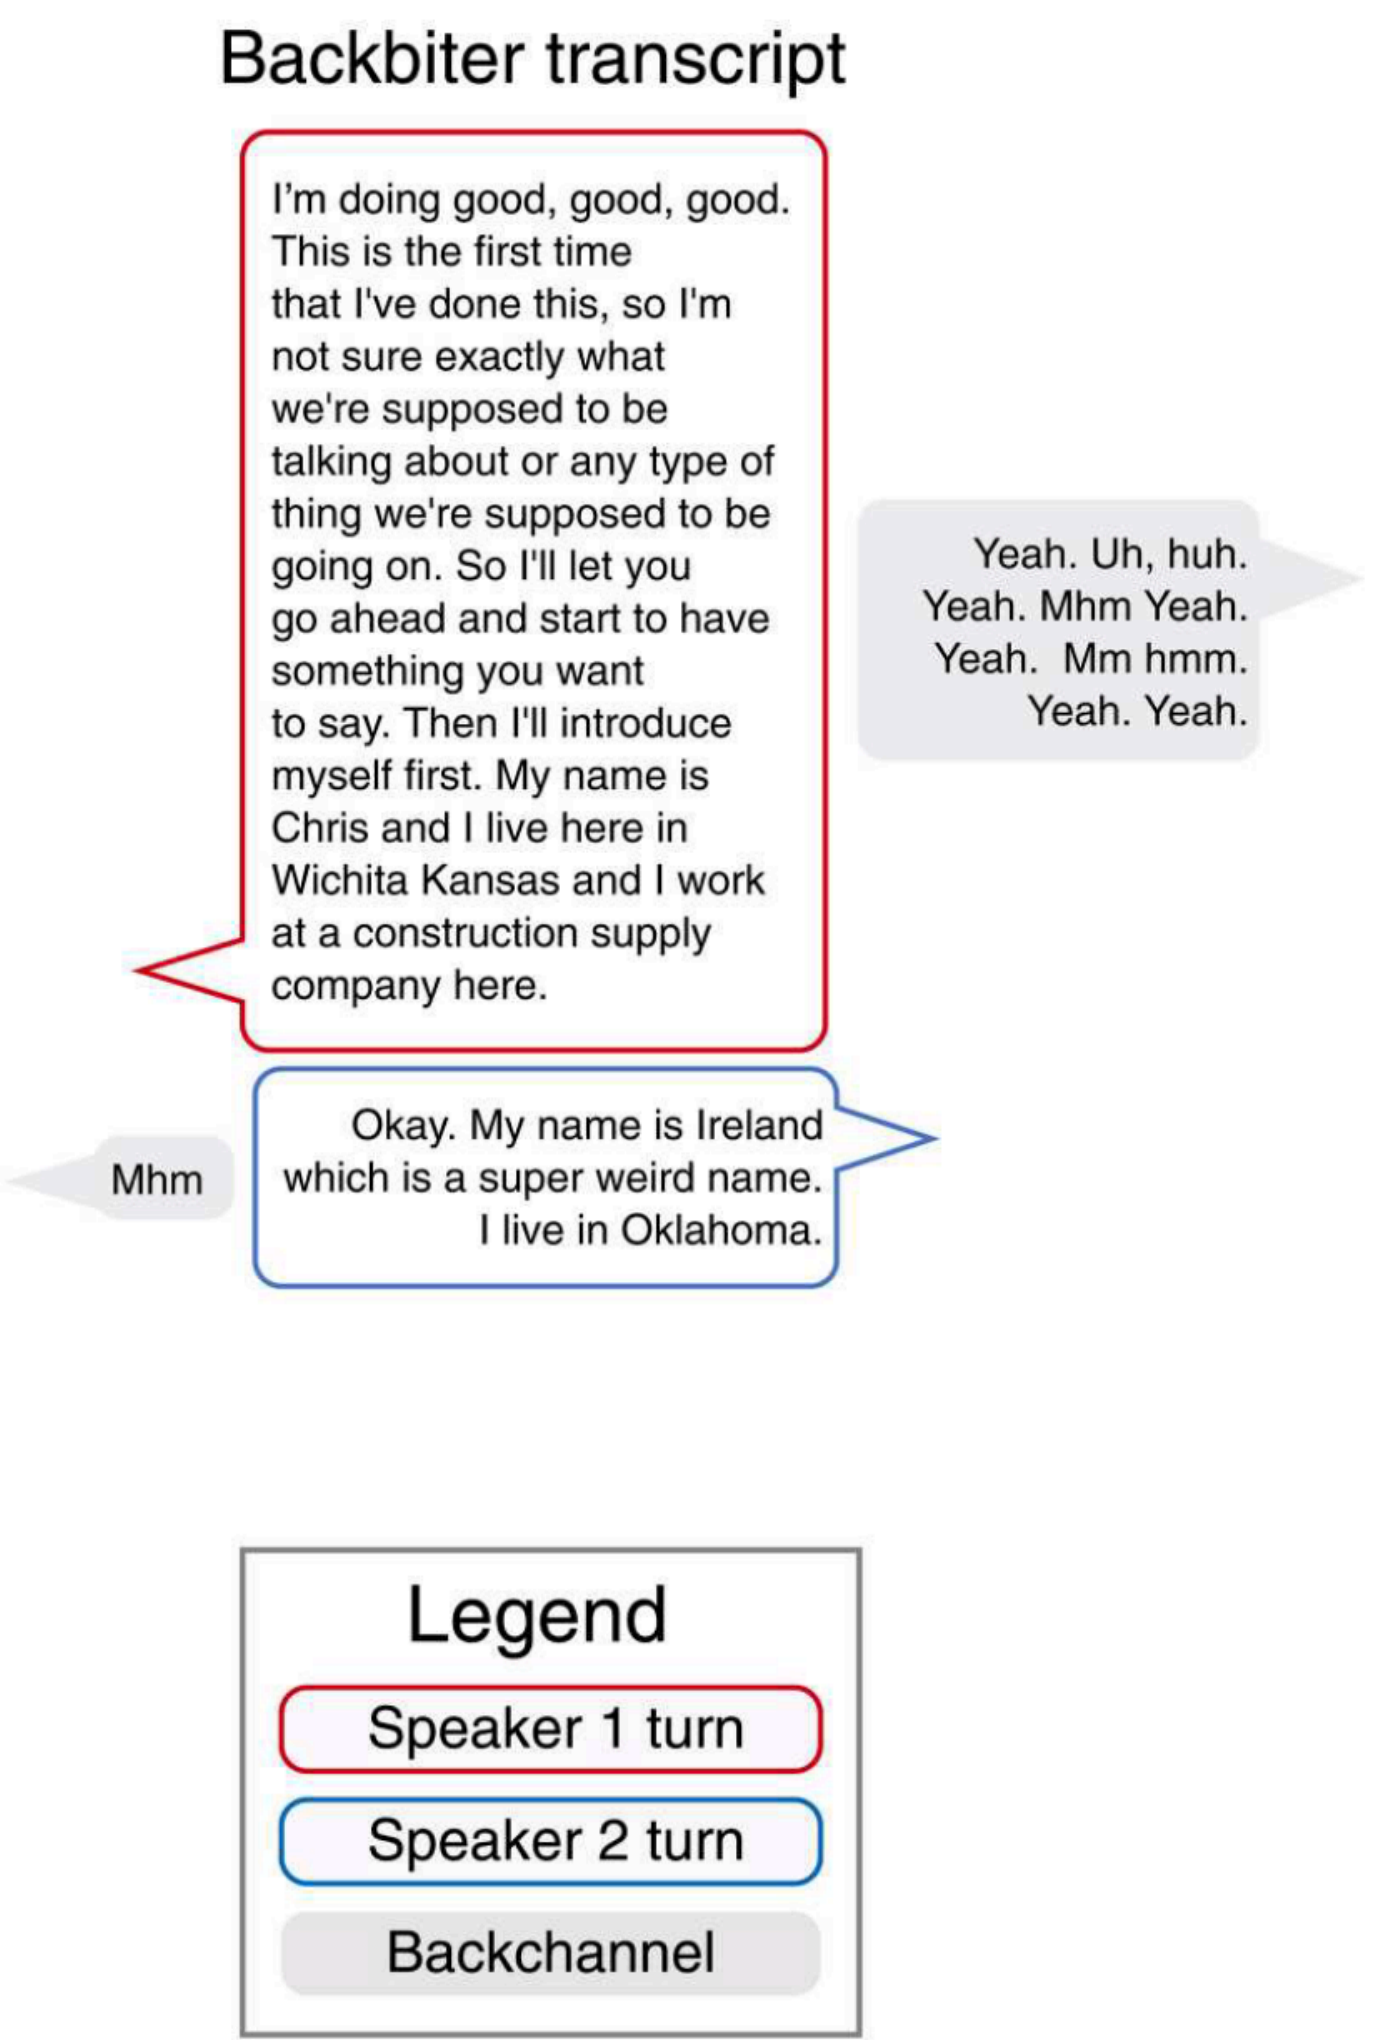 Backbiter transcript
I’m doing good, good, good.
This is the first time
that I've done this, so I'm
not sure exactly what
we're supposed to be
talking about or any type of
thing we're supposed to be
going on. So I'll let you
go ahead and start to have
something you want
to say. Then I'll introduce
myself first. My name is
Chris and I live here in
Wichita Kansas and I work
at a construction supply
company here.
Yeah. Uh, huh.
Yeah. Mhm Yeah.
Yeah.  Mm hmm.
Yeah. Yeah.
Okay. My name is Ireland
which is a super weird name.
I live in Oklahoma.
Mhm
Legend
Speaker 1 turn
Speaker 2 turn
Backchannel